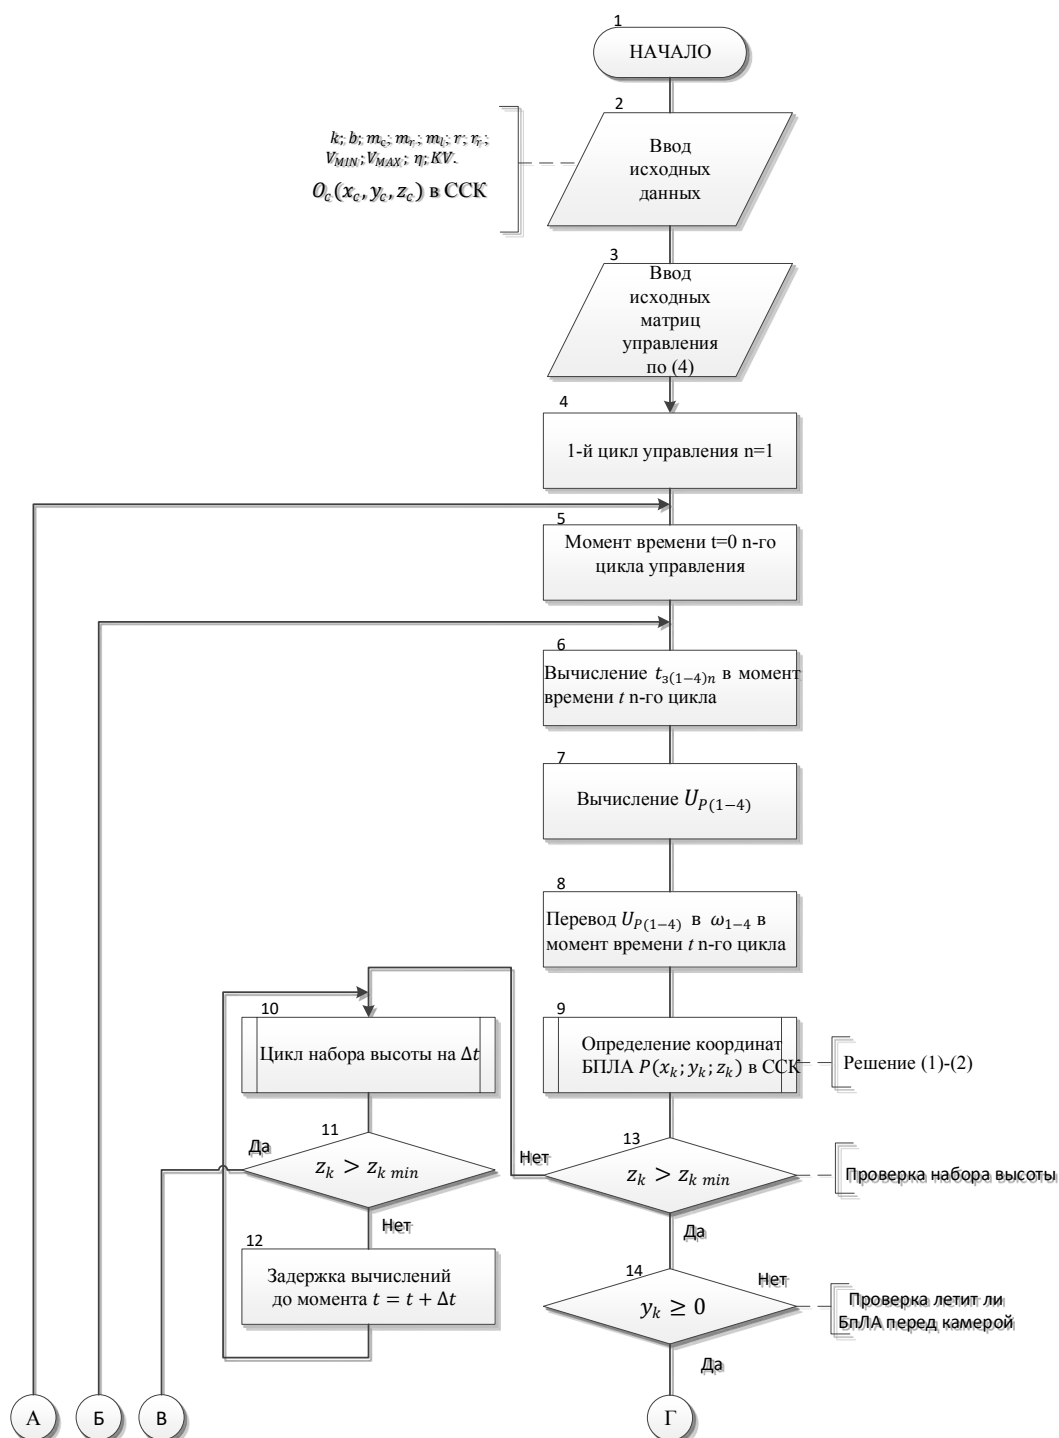 1
НАЧАЛО
2
k; b; m_c; m_r; m_l; r; r_r;
V_MIN; V_MAX; η; KV.
O_c(x_c, y_c, z_c) в ССК
Ввод
исходных
данных
3
Ввод
исходных
матриц
управления
по (4)
4
1-й цикл управления n=1
5
Момент времени t=0 n-го
цикла управления
6
Вычисление t_з(1−4)n в момент
времени t n-го цикла
7
Вычисление U_P(1−4)
8
Перевод U_P(1−4) в ω_1−4 в
момент времени t n-го цикла
10
Цикл набора высоты на Δt
9
Определение координат
БПЛА P(x_k; y_k; z_k) в ССК
Решение (1)-(2)
11
Да
z_k > z_k min
Нет
13
Нет
z_k > z_k min
Да
Проверка набора высоты
12
Задержка вычислений
до момента t = t + Δt
14
Нет
y_k ≥ 0
Да
Проверка летит ли
БпЛА перед камерой
А
Б
В
Г